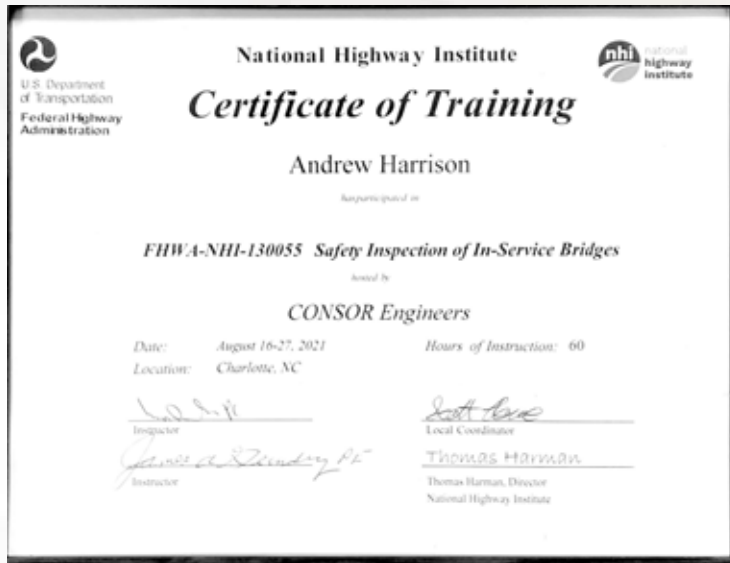 National Highway Institute
nhi national highway institute
U.S. Department
of Transportation
Federal Highway
Administration
Certificate of Training
Andrew Harrison
has participated in
FHWA-NHI-130055 Safety Inspection of In-Service Bridges
hosted by
CONSOR Engineers
Date: August 16-27, 2021 Hours of Instruction: 60
Location: Charlotte, NC
Instructor
Local Coordinator
Thomas Harman
Instructor
Thomas Harman, Director
National Highway Institute